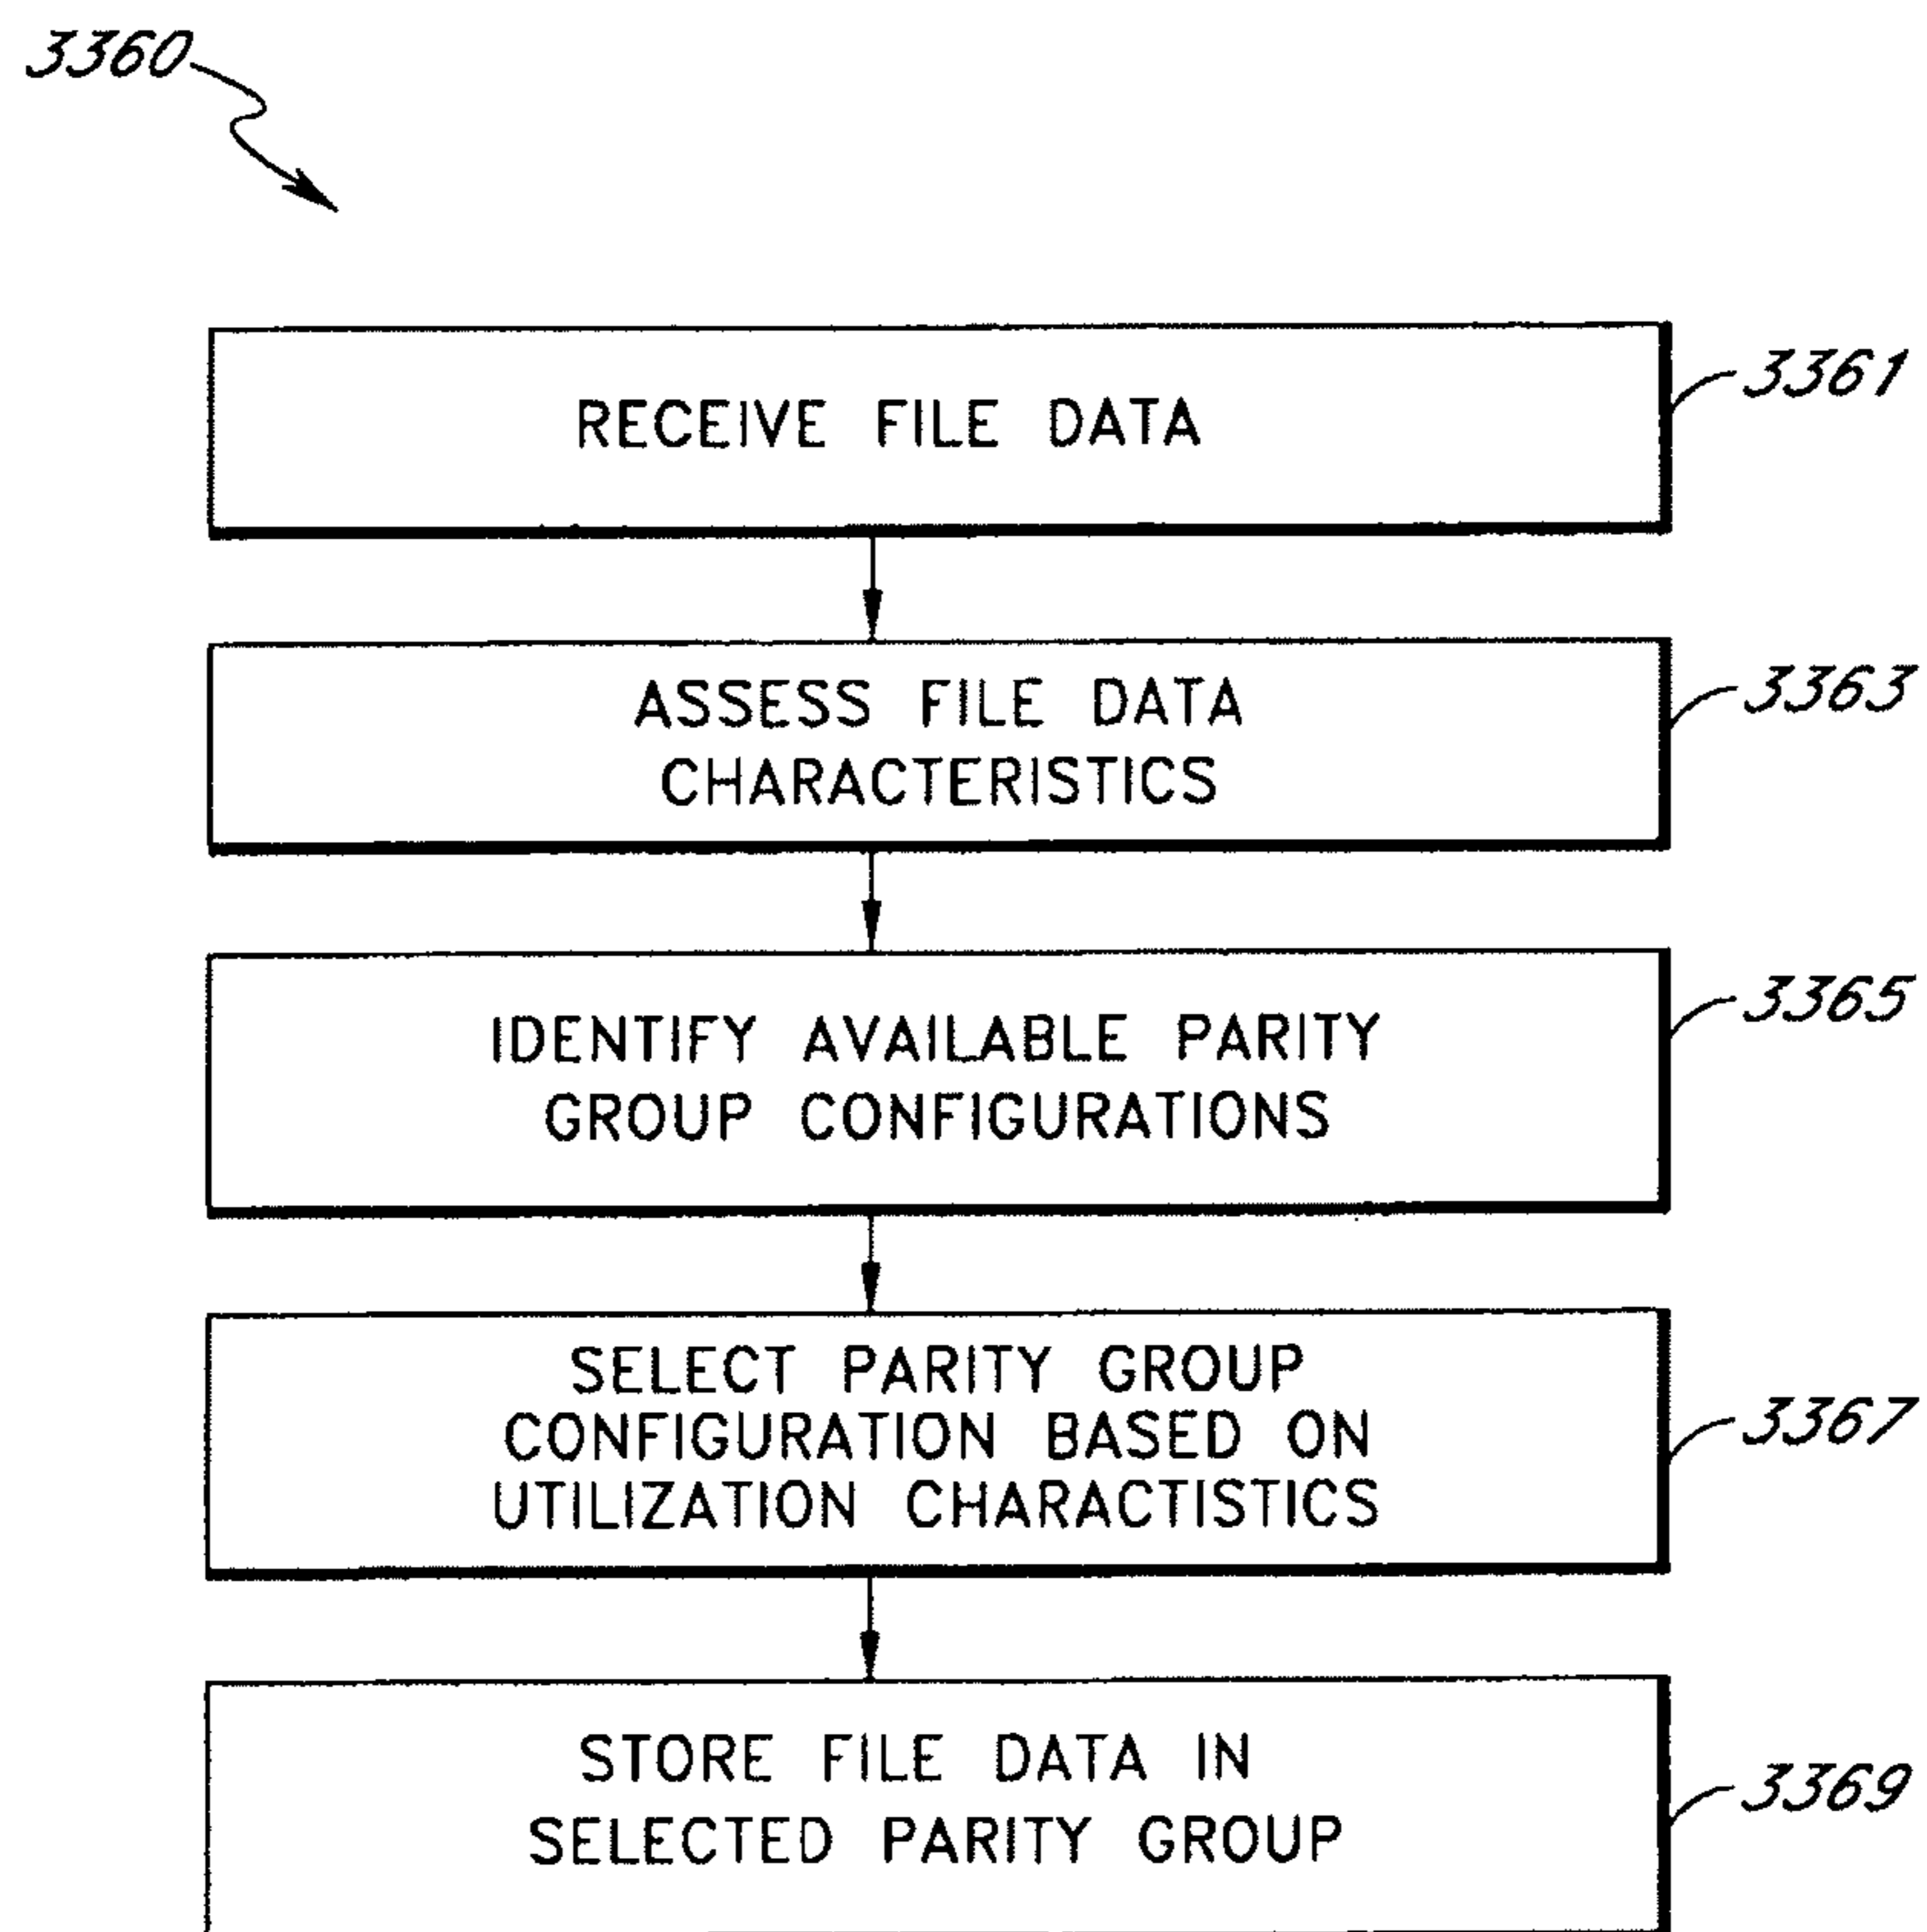 3360
RECEIVE FILE DATA
3361
ASSESS FILE DATA
CHARACTERISTICS
3363
IDENTIFY AVAILABLE PARITY
GROUP CONFIGURATIONS
3365
SELECT PARITY GROUP
CONFIGURATION BASED ON
UTILIZATION CHARACTISTICS
3367
STORE FILE DATA IN
SELECTED PARITY GROUP
3369